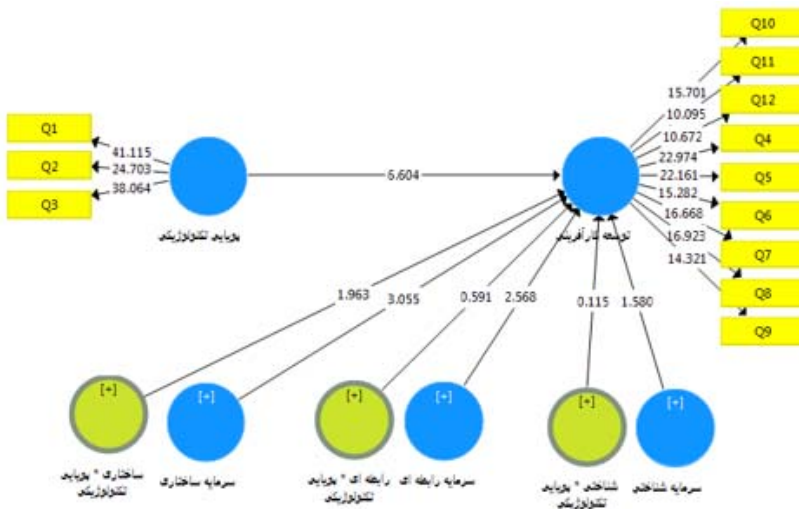 Q10
Q11
Q12
Q4
Q5
Q6
Q7
Q8
Q9
Q1
Q2
Q3
41.115
24.703
38.064
6.604
15.701
10.095
10.672
22.974
22.161
15.282
16.668
16.923
14.321
پویایی تکنولوژیکی
توسعه کارآفرینی
1.963
3.055
0.591
2.568
0.115
1.580
[+]
[+]
[+]
[+]
[+]
[+]
ساختاری * پویایی
تکنولوژیکی
سرمایه ساختاری
رابطه ای * پویایی
تکنولوژیکی
سرمایه رابطه ای
شناختی * پویایی
تکنولوژیکی
سرمایه شناختی